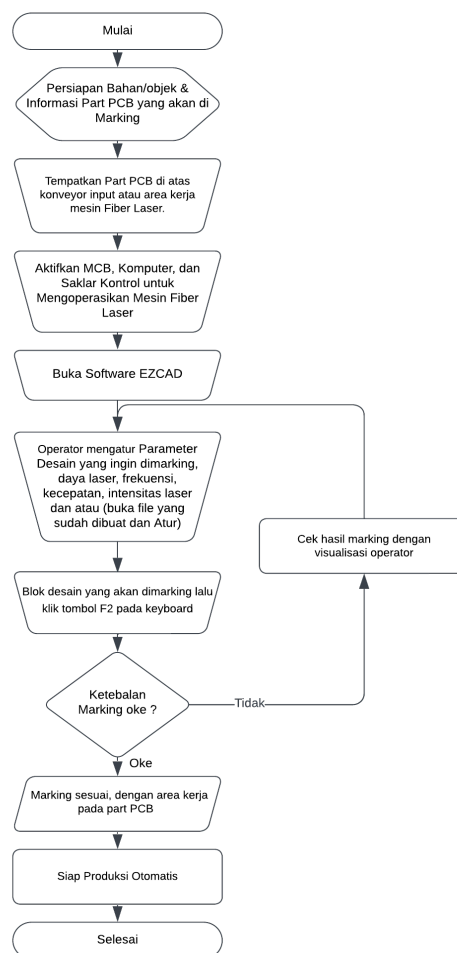 Mulai
Persiapan Bahan/objek &
Informasi Part PCB yang akan di
Marking
Tempatkan Part PCB di atas
konveyor input atau area kerja
mesin Fiber Laser.
Aktifkan MCB, Komputer, dan
Saklar Kontrol untuk
Mengoperasikan Mesin Fiber
Laser
Buka Software EZCAD
Operator mengatur Parameter
Desain yang ingin dimarking,
daya laser, frekuensi,
kecepatan, intensitas laser
dan atau (buka file yang
sudah dibuat dan Atur)
Cek hasil marking dengan
visualisasi operator
Blok desain yang akan dimarking lalu
klik tombol F2 pada keyboard
Ketebalan
Marking oke ?
Tidak
Oke
Marking sesuai, dengan area kerja
pada part PCB
Siap Produksi Otomatis
Selesai